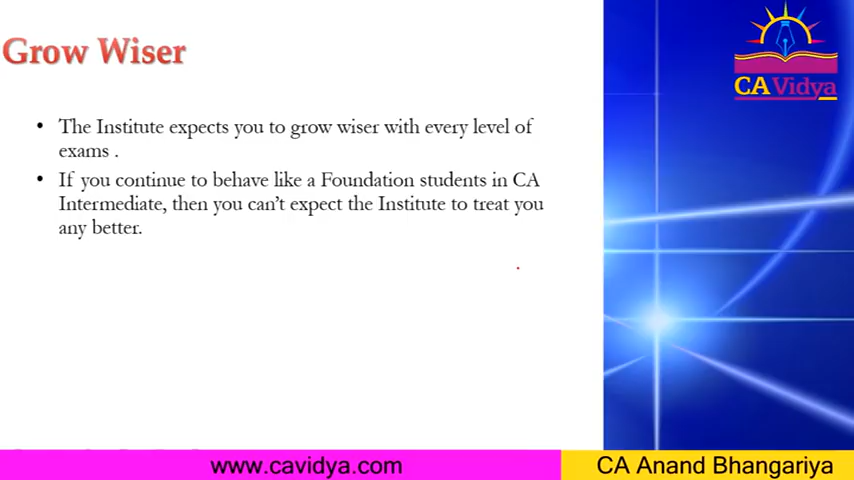 Grow Wiser
CA Vidya
• The Institute expects you to grow wiser with every level of
exams .
• If you continue to behave like a Foundation students in CA
Intermediate, then you can’t expect the Institute to treat you
any better.
www.cavidya.com
CA Anand Bhangariya